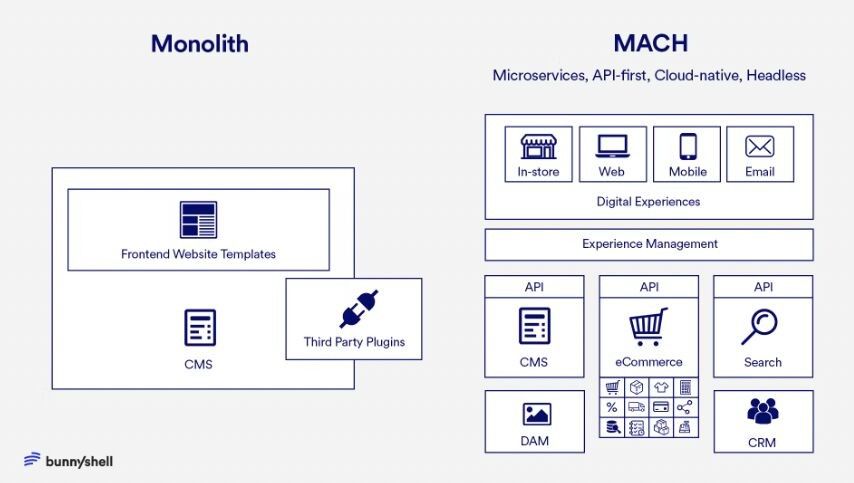 Monolith
Frontend Website Templates
Third Party Plugins
CMS
MACH
Microservices, API-first, Cloud-native, Headless
In-store
Web
Mobile
Email
Digital Experiences
Experience Management
API
API
API
CMS
eCommerce
Search
%
DAM
CRM
bunnyshell